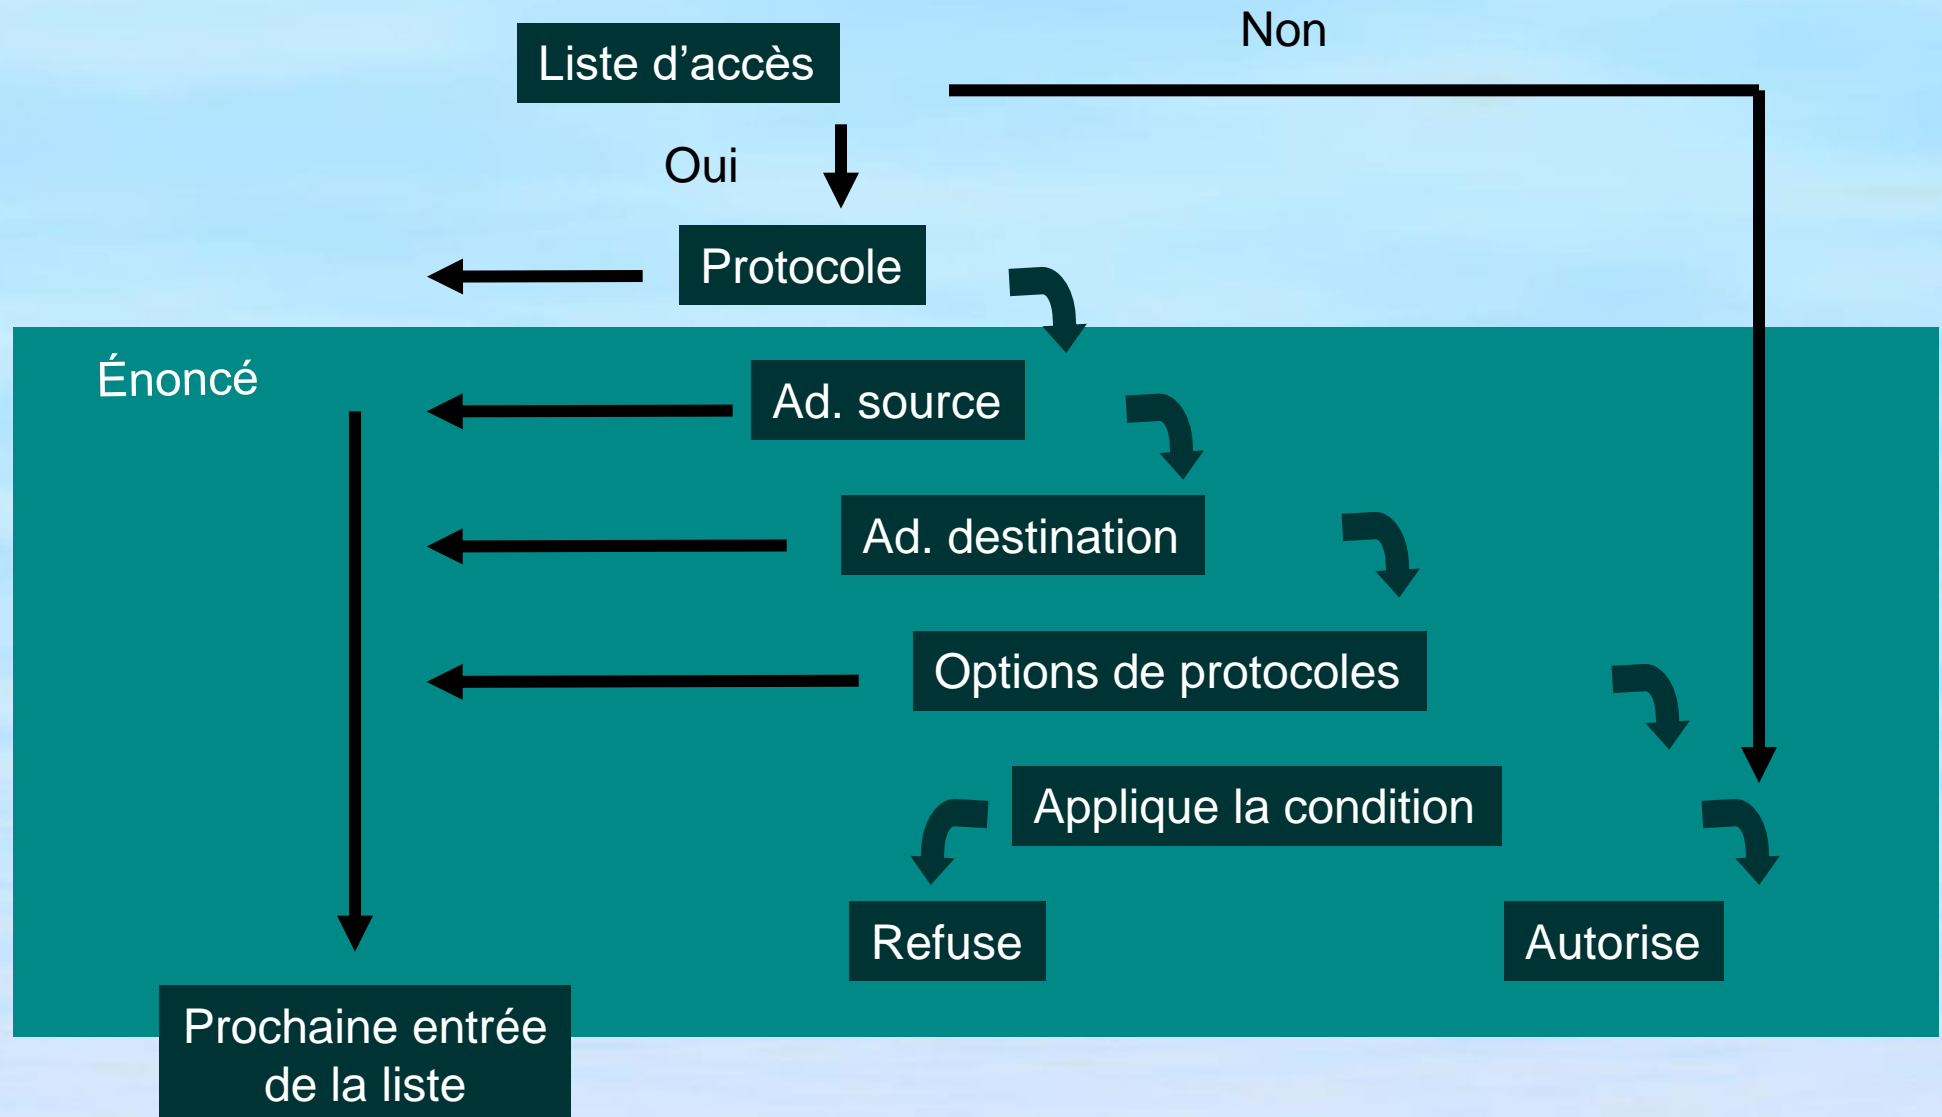 Non
Liste d’accès
Oui
Protocole
Énoncé
Ad. source
Ad. destination
Options de protocoles
Applique la condition
Refuse
Autorise
Prochaine entrée
de la liste